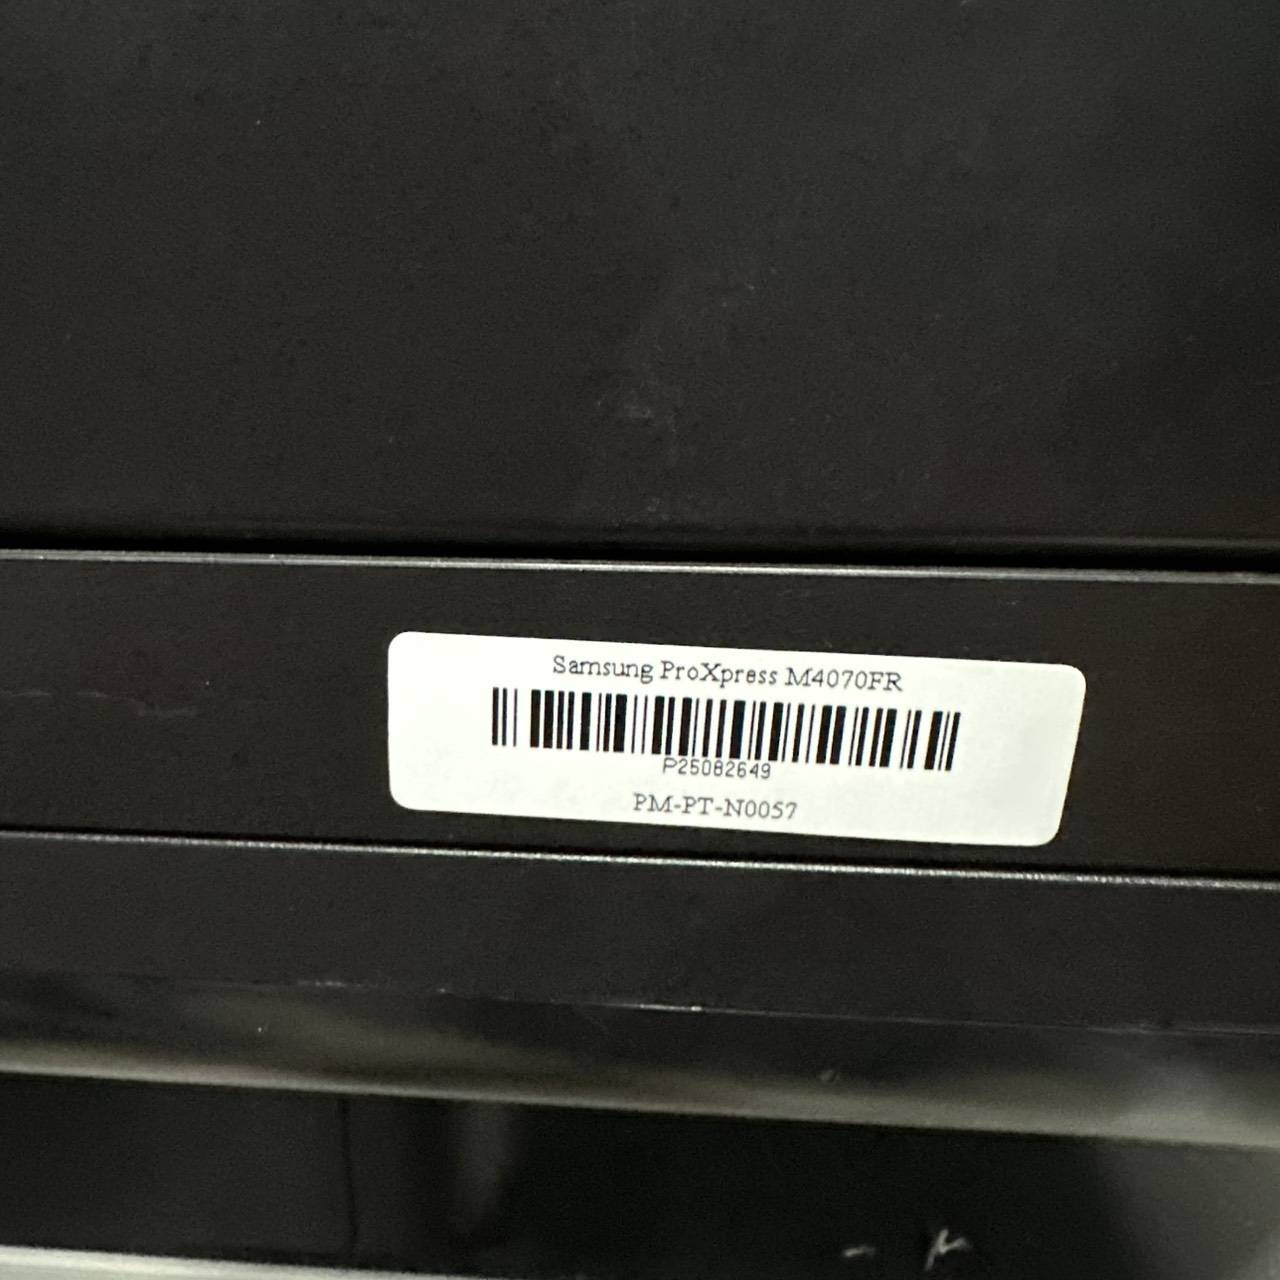 Samsung ProXpress M4070FR
P25082649
PM-PT-N0057